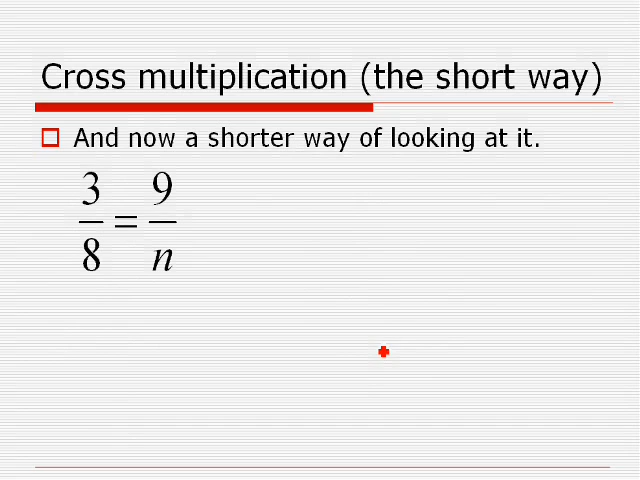 Cross multiplication (the short way)
And now a shorter way of looking at it.
3/8 = 9/n